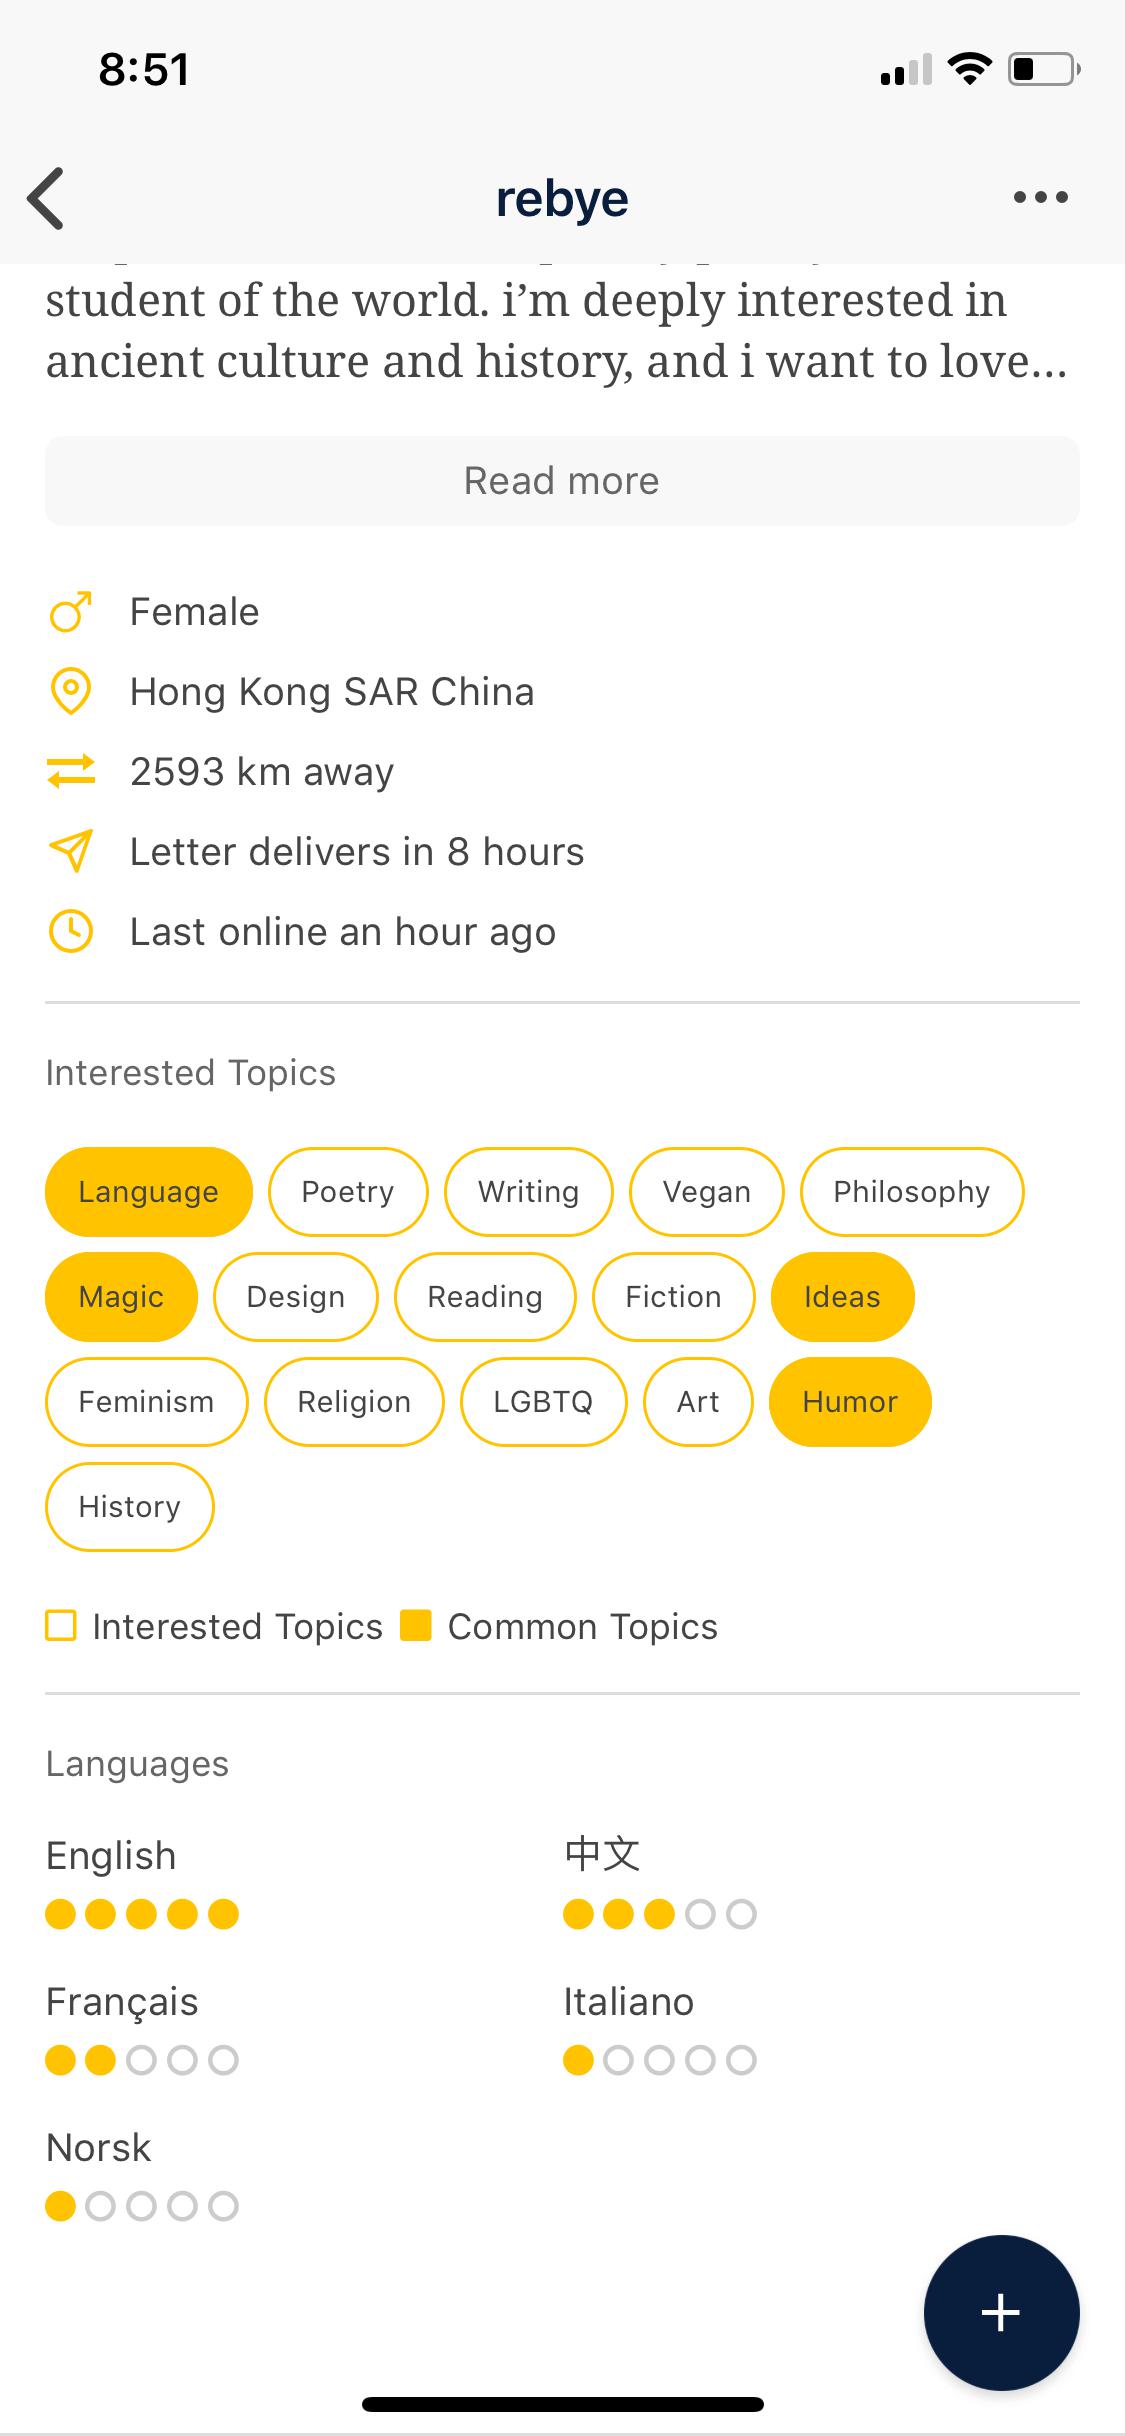 8:51
rebye
student of the world. i’m deeply interested in
ancient culture and history, and i want to love...
Read more
Female
Hong Kong SAR China
2593 km away
Letter delivers in 8 hours
Last online an hour ago
Interested Topics
Language Poetry Writing Vegan Philosophy
Magic Design Reading Fiction Ideas
Feminism Religion LGBTQ Art Humor
History
Interested Topics Common Topics
Languages
English 中文
Français Italiano
Norsk